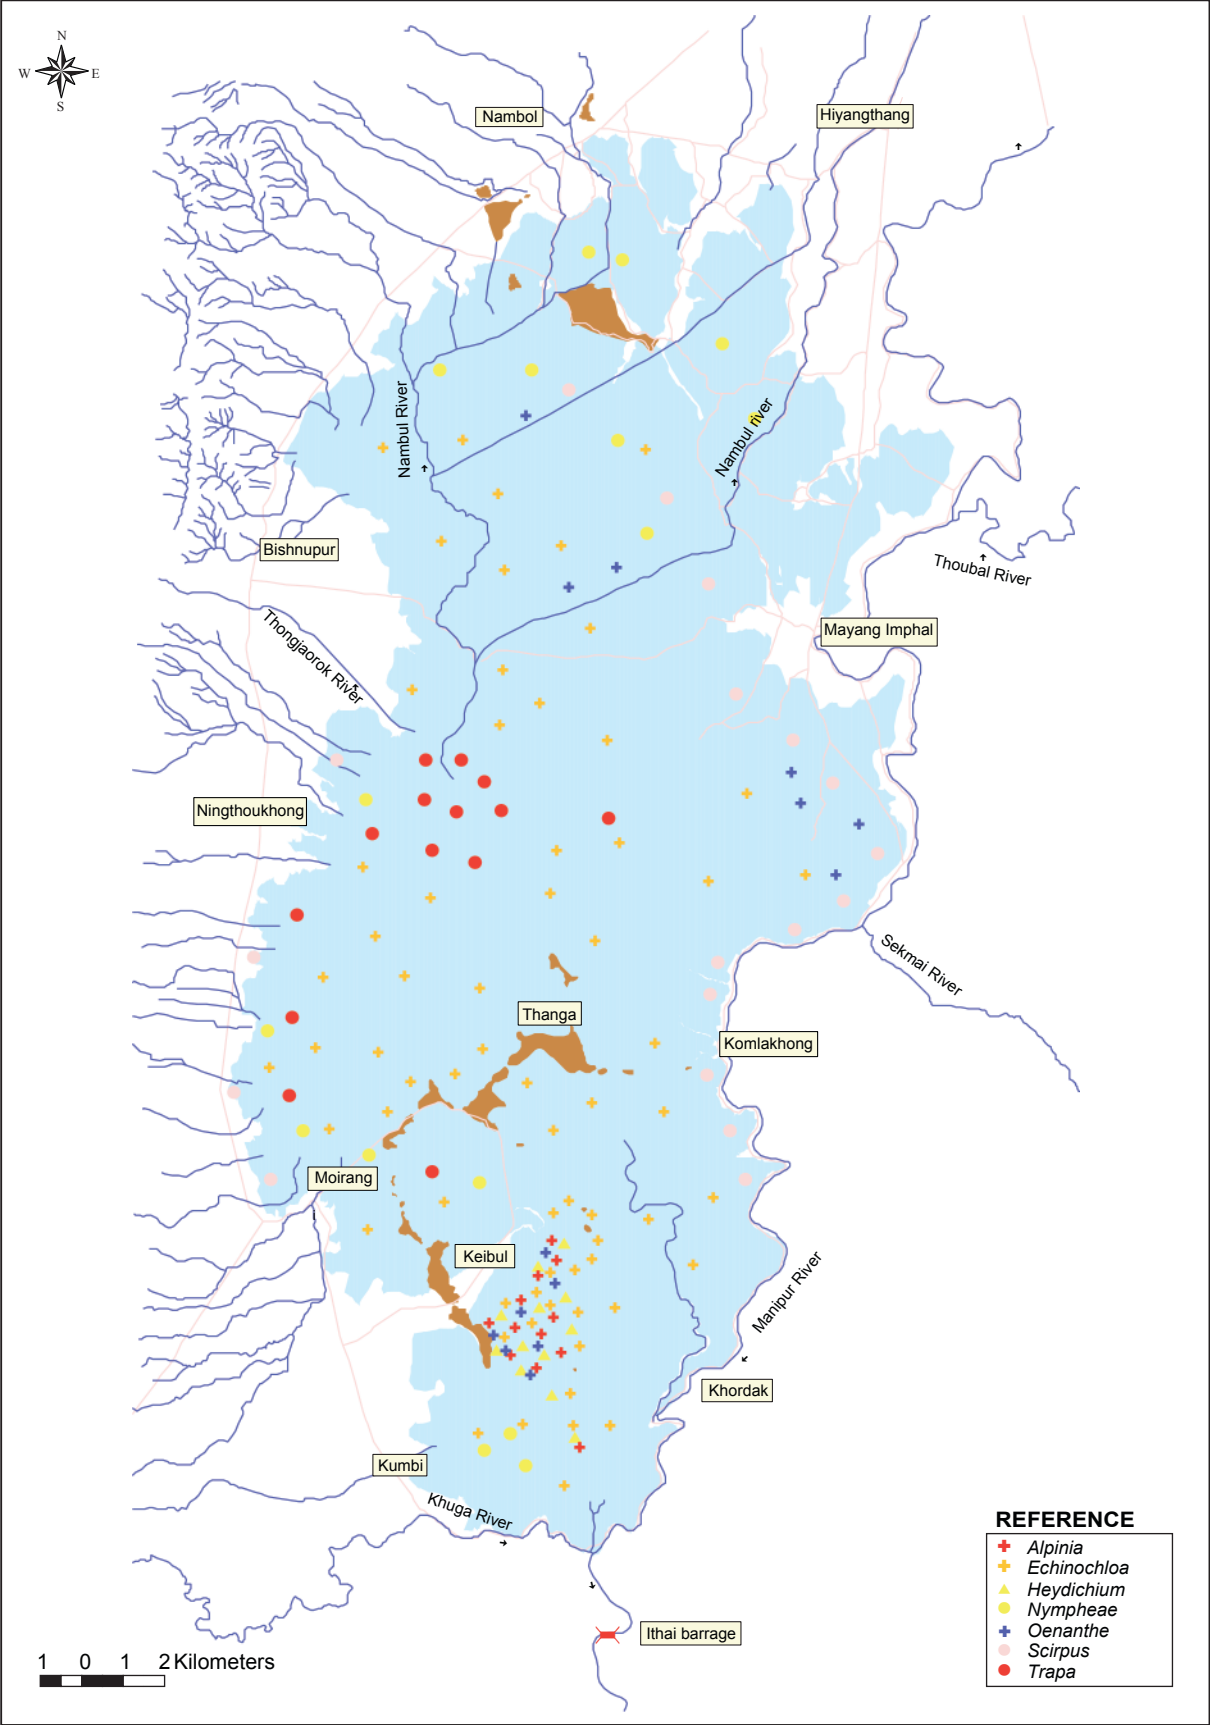 N
W E
S
Nambol
Hiyangthang
Nambul River
Nambul river
Bishnupur
Thoubal River
Thongjaorok River
Mayang Imphal
Ningthoukhong
Sekmai River
Thanga
Komlakhong
Moirang
Keibul
Manipur River
Khordak
Kumbi
Khuga River
Ithai barrage
REFERENCE
Alpinia
Echinochloa
Heydichium
Nympheae
Oenanthe
Scirpus
Trapa
1 0 1 2 Kilometers